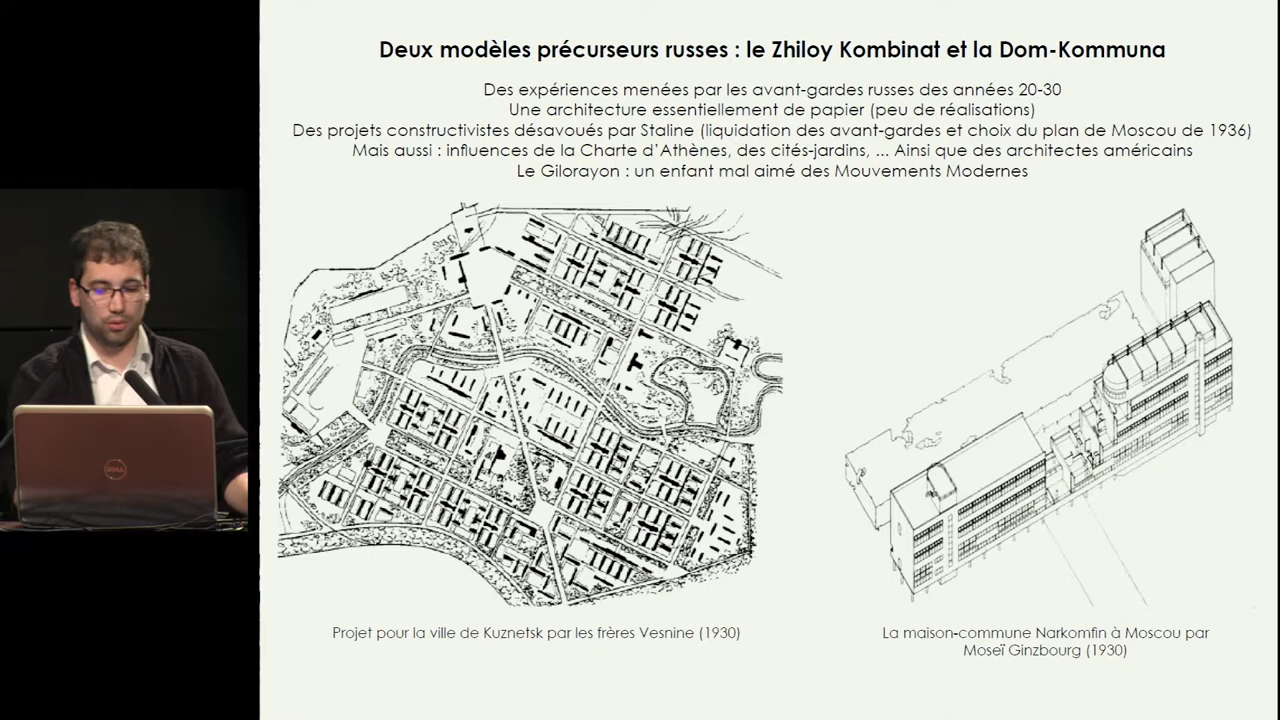 Deux modèles précurseurs russes : le Zhiloy Kombinat et la Dom-Kommuna
Des expériences menées par les avant-gardes russes des années 20-30
Une architecture essentiellement de papier (peu de réalisations)
Des projets constructivistes désavoués par Staline (liquidation des avant-gardes et choix du plan de Moscou de 1936)
Mais aussi : influences de la Charte d'Athènes, des cités-jardins, ... Ainsi que des architectes américains
Le Gilorayon : un enfant mal aimé des Mouvements Modernes
DELL
Projet pour la ville de Kuznetsk par les frères Vesnine (1930)
La maison-commune Narkomfin à Moscou par
Moseï Ginzbourg (1930)